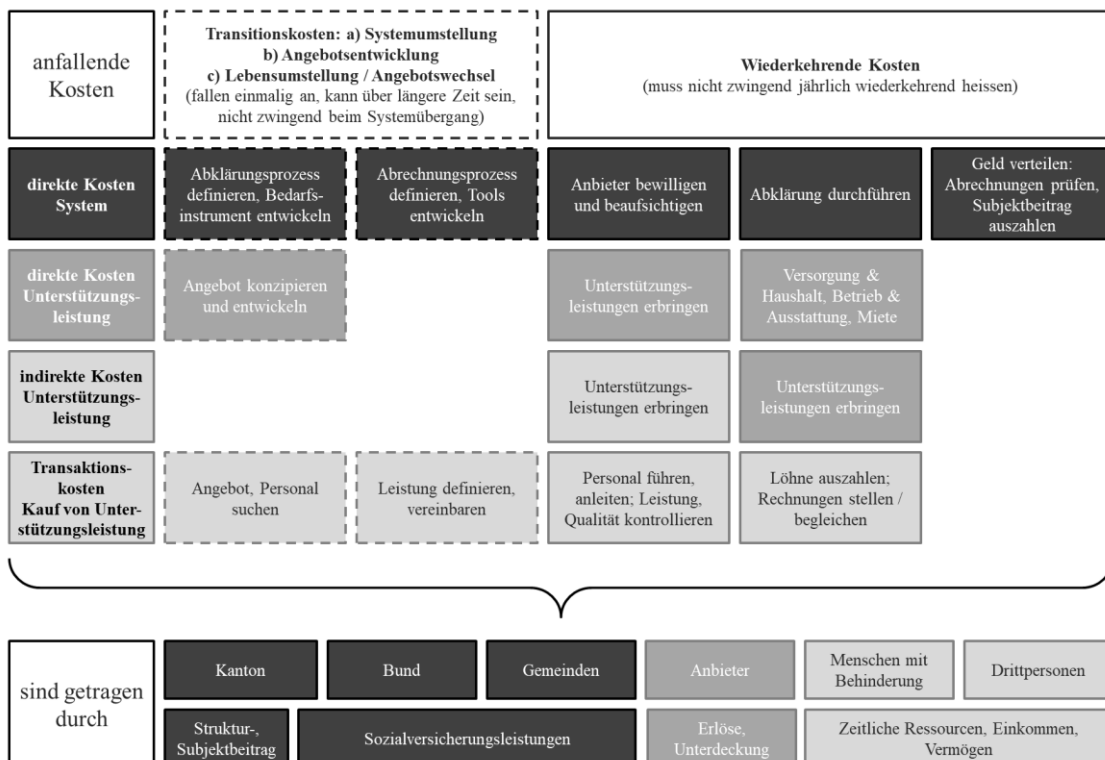 anfallende
Kosten
Transitionskosten: a) Systemumstellung
b) Angebotsentwicklung
c) Lebensumstellung / Angebotswechsel
(fallen einmalig an, kann über längere Zeit sein,
nicht zwingend beim Systemübergang)
Wiederkehrende Kosten
(muss nicht zwingend jährlich wiederkehrend heissen)
direkte Kosten
System
Abklärungsprozess
definieren, Bedarfs-
instrument entwickeln
Abrechnungsprozess
definieren, Tools
entwickeln
Anbieter bewilligen
und beaufsichtigen
Abklärung durchführen
Geld verteilen:
Abrechnungen prüfen,
Subjektbeitrag
auszahlen
direkte Kosten
Unterstützungs-
leistung
Angebot konzipieren
und entwickeln
Unterstützungs-
leistungen erbringen
Versorgung &
Haushalt, Betrieb &
Ausstattung, Miete
indirekte Kosten
Unterstützungs-
leistung
Unterstützungs-
leistungen erbringen
Unterstützungs-
leistungen erbringen
Transaktions-
kosten
Kauf von Unter-
stützungsleistung
Angebot, Personal
suchen
Leistung definieren,
vereinbaren
Personal führen,
anleiten; Leistung,
Qualität kontrollieren
Löhne auszahlen;
Rechnungen stellen /
begleichen
sind getragen
durch
Kanton
Bund
Gemeinden
Anbieter
Menschen mit
Behinderung
Drittpersonen
Struktur-,
Subjektbeitrag
Sozialversicherungsleistungen
Erlöse,
Unterdeckung
Zeitliche Ressourcen, Einkommen,
Vermögen